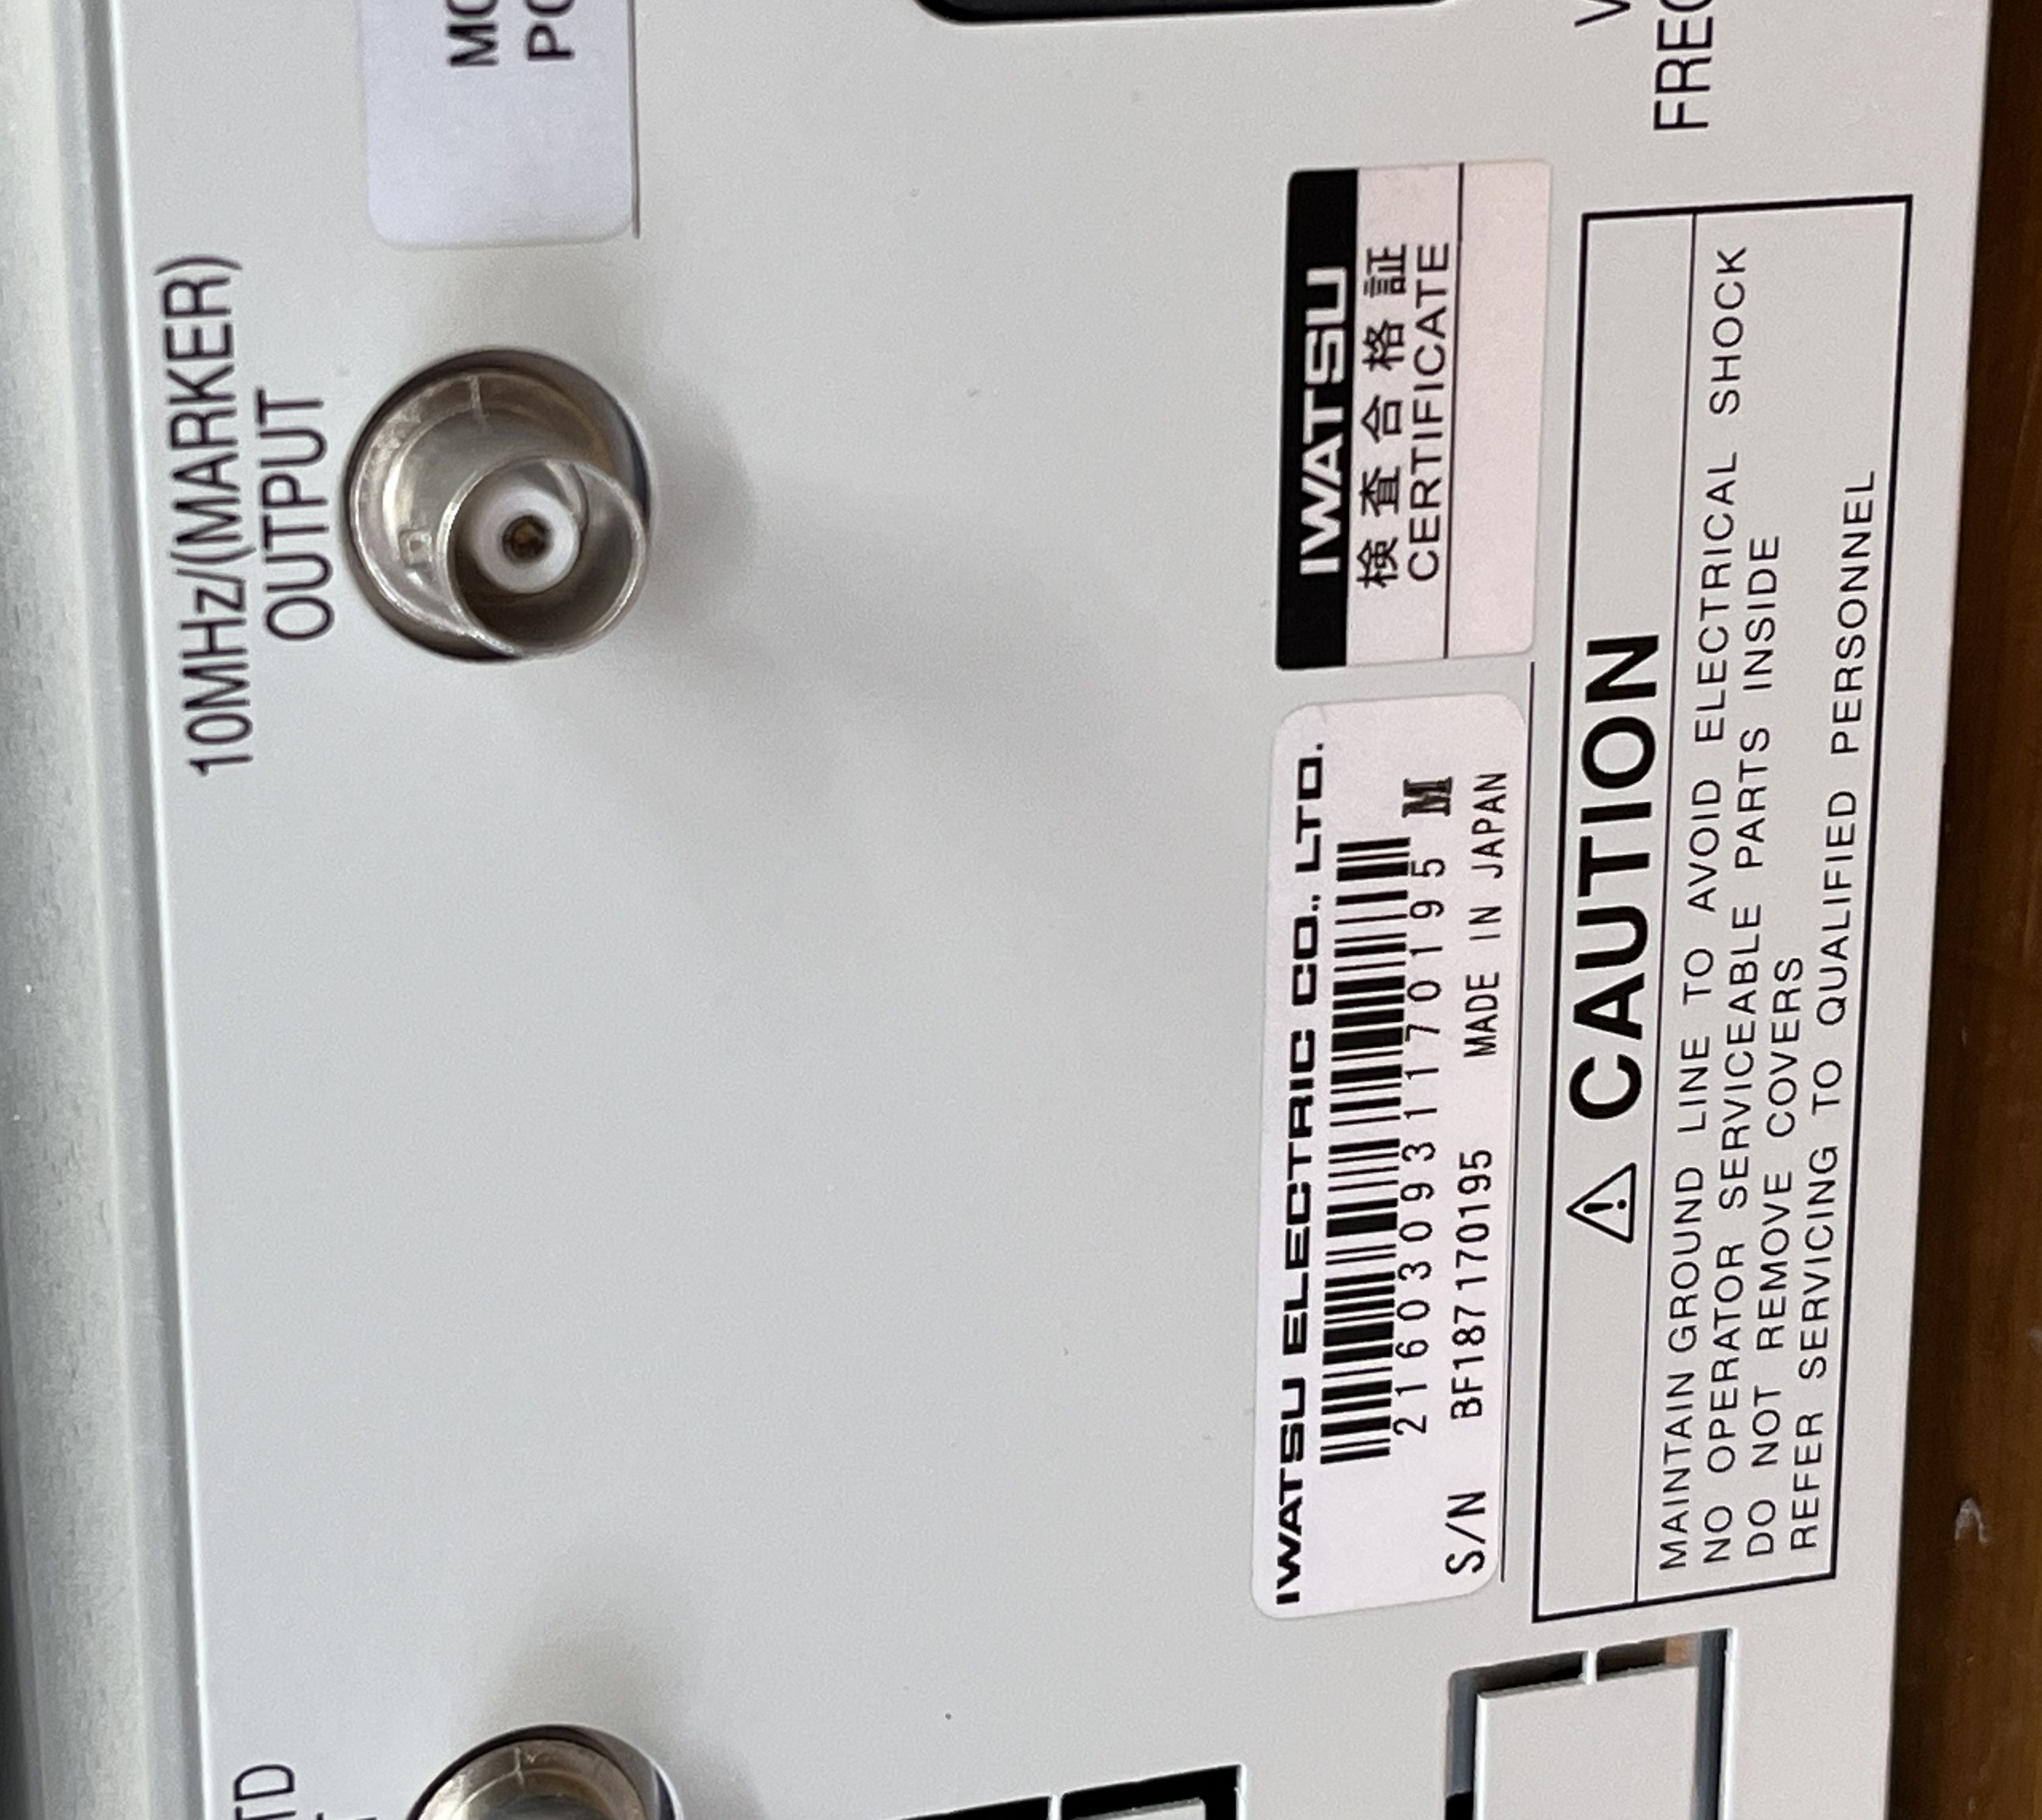 10MHz/(MARKER)
OUTPUT
IWATSU
検査合格証
CERTIFICATE
IWATSU ELECTRIC CO., LTD.
2160309311170195 M
S/N BF187170195 MADE IN JAPAN
⚠ CAUTION
MAINTAIN GROUND LINE TO AVOID ELECTRICAL SHOCK
NO OPERATOR SERVICEABLE PARTS INSIDE
DO NOT REMOVE COVERS
REFER SERVICING TO QUALIFIED PERSONNEL